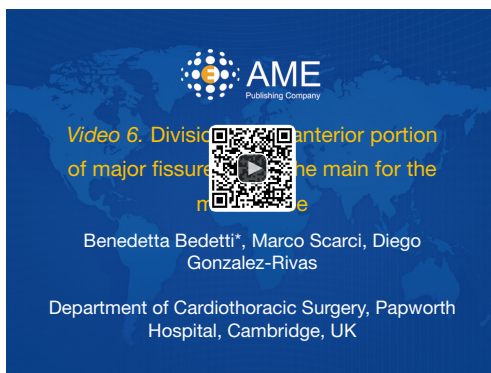 AME
Publishing Company
Video 6. Division anterior portion
of major fissure he main for the
m e
Benedetta Bedetti*, Marco Scarci, Diego
Gonzalez-Rivas
Department of Cardiothoracic Surgery, Papworth
Hospital, Cambridge, UK